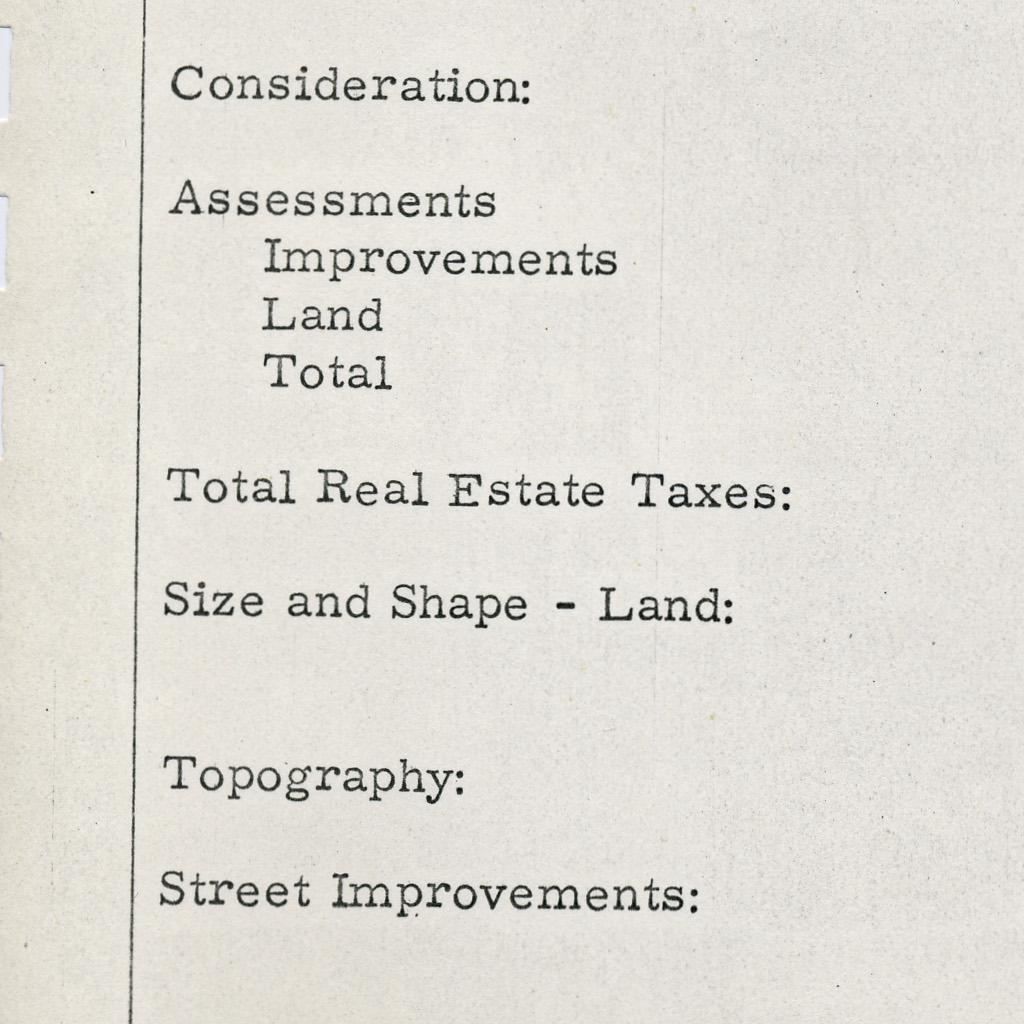 Consideration:
Assessments
Improvements
Land
Total
Total Real Estate Taxes:
Size and Shape - Land:
Topography:
Street Improvements: